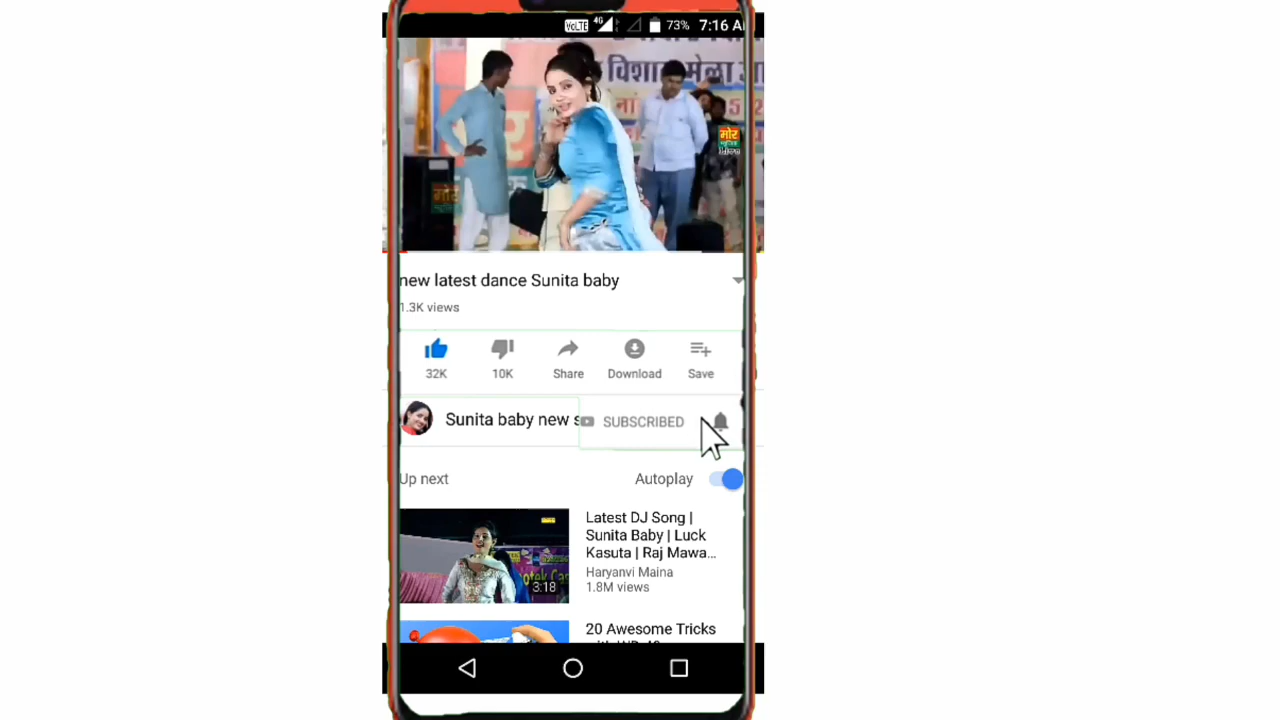 VoLTE 4G 73% 7:16 A
विशाल मेला आ
मोर
मोर
new latest dance Sunita baby
1.3K views
32K 10K Share Download Save
Sunita baby new s SUBSCRIBED
Up next Autoplay
Latest DJ Song |
Sunita Baby | Luck
Kasuta | Raj Mawa...
Haryanvi Maina
1.8M views
3:18
20 Awesome Tricks